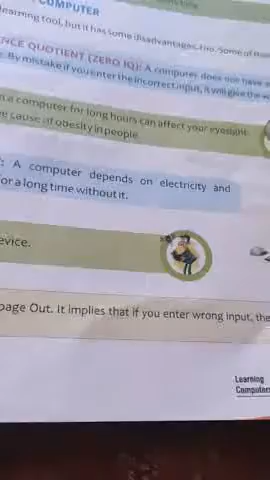 COMPUTER
learning tool, but it has some disadvantages, too. Some of
NCE QUOTIENT (ZERO IQ): A computer does not have
. By mistake if you enter the incorrect input, it will give the
a computer for long hours can affect your eyesight.
e cause of obesity in people.
: A computer depends on electricity and
or a long time without it.
evice.
bage Out. It implies that if you enter wrong input, the
Learning
Computer